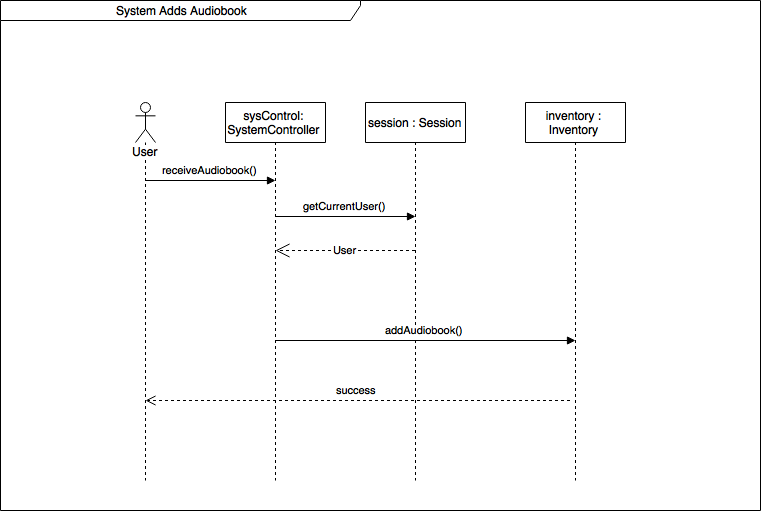 System Adds Audiobook
sysControl:
SystemController
session : Session
inventory :
Inventory
User
receiveAudiobook()
getCurrentUser()
User
addAudiobook()
success